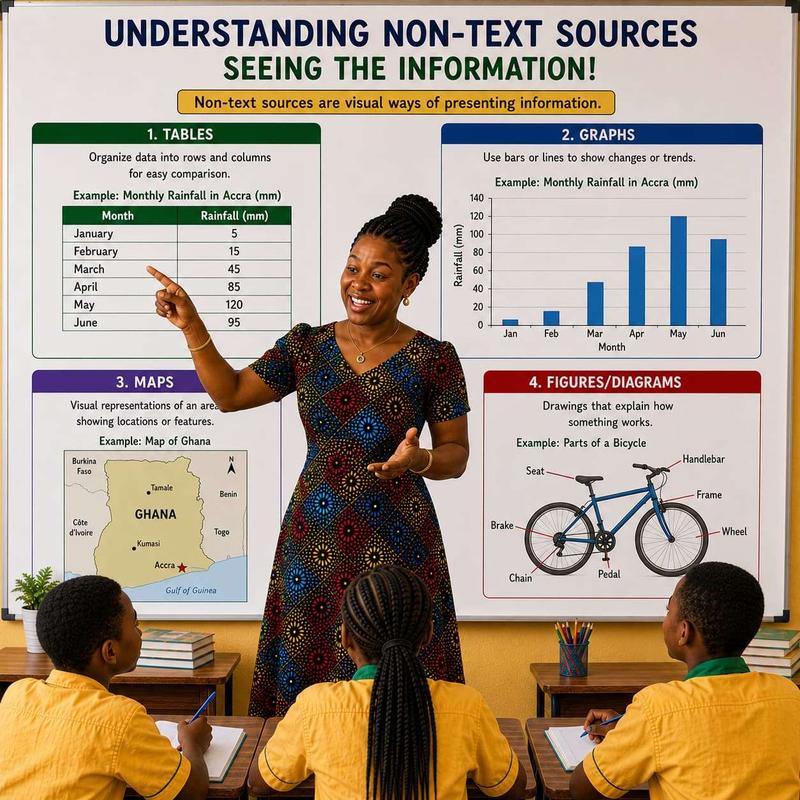 UNDERSTANDING NON-TEXT SOURCES
SEEING THE INFORMATION!
Non-text sources are visual ways of presenting information.
1. TABLES
Organize data into rows and columns
for easy comparison.
Example: Monthly Rainfall in Accra (mm)
Month Rainfall (mm)
January 5
February 15
March 45
April 85
May 120
June 95
2. GRAPHS
Use bars or lines to show changes or trends.
Example: Monthly Rainfall in Accra (mm)
Rainfall (mm)
140
120
100
80
60
40
20
0
Jan Feb Mar Apr May Jun
Month
3. MAPS
Visual representations of an area
showing locations or features.
Example: Map of Ghana
Burkina
Faso
N
Tamale
Benin
GHANA
Côte
d'Ivoire
Togo
Kumasi
Accra
Gulf of Guinea
4. FIGURES/DIAGRAMS
Drawings that explain how
something works.
Example: Parts of a Bicycle
Seat
Handlebar
Frame
Brake
Wheel
Chain
Pedal